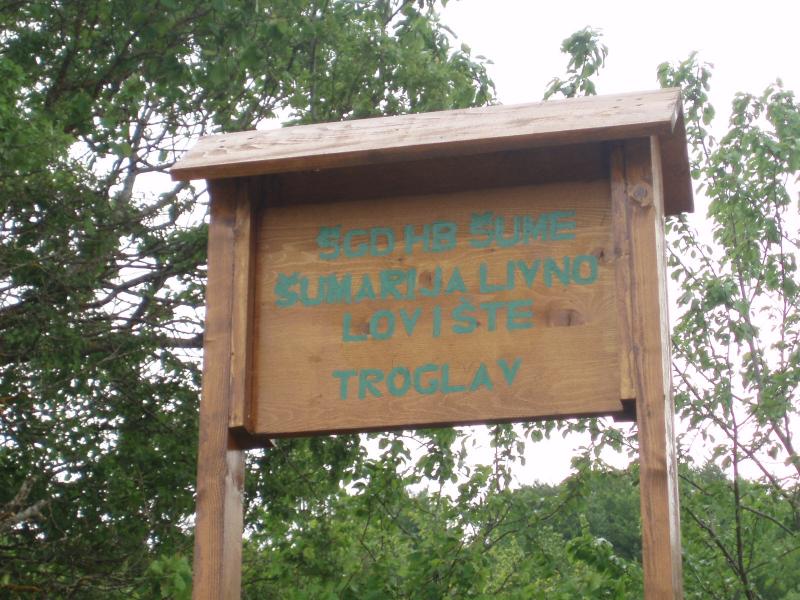 ŠGD HB ŠUME
ŠUMARIJA LIVNO
LOVIŠTE
TROGLAV